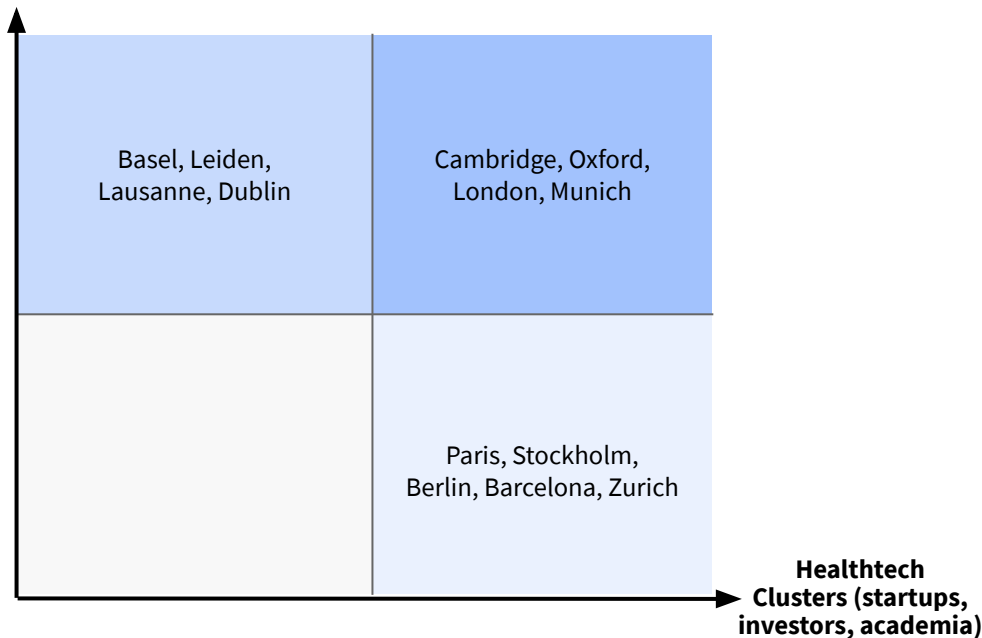 Basel, Leiden,
Lausanne, Dublin
Cambridge, Oxford,
London, Munich
Paris, Stockholm,
Berlin, Barcelona, Zurich
Healthtech
Clusters (startups,
investors, academia)